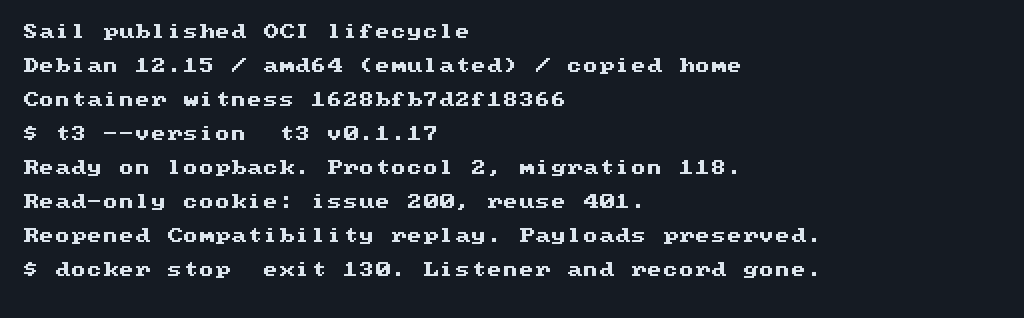 Sail published OCI lifecycle
Debian 12.15 / amd64 (emulated) / copied home
Container witness 1628bfb7d2f18366
$ t3 --version  t3 v0.1.17
Ready on loopback. Protocol 2, migration 118.
Read-only cookie: issue 200, reuse 401.
Reopened Compatibility replay. Payloads preserved.
$ docker stop  exit 130. Listener and record gone.